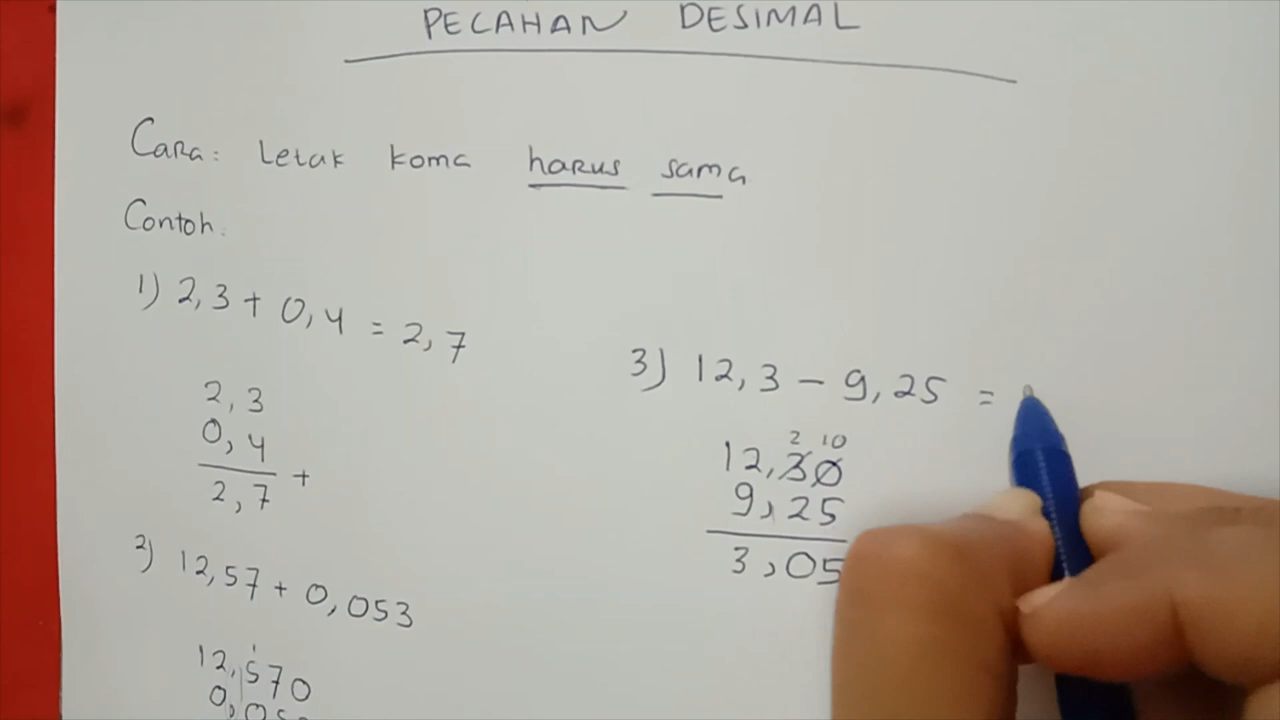 PECAHAN DESIMAL
Cara: Letak koma harus sama
Contoh:
1) 2,3 + 0,4 = 2,7
2,3
0,4
+
2,7
2) 12,57 + 0,053
1
12,570
3) 12,3 - 9,25 =
2 10
12,30
9,25
3,05